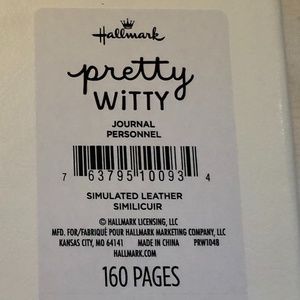 Hallmark
pretty
WiTTY
JOURNAL
PERSONNEL
7 63795 10093 4
SIMULATED LEATHER
SIMILICUIR
© HALLMARK LICENSING, LLC
MFD. FOR/FABRIQUÉ POUR HALLMARK MARKETING COMPANY, LLC
KANSAS CITY, MO 64141 MADE IN CHINA PRW1048
HALLMARK.COM
160 PAGES